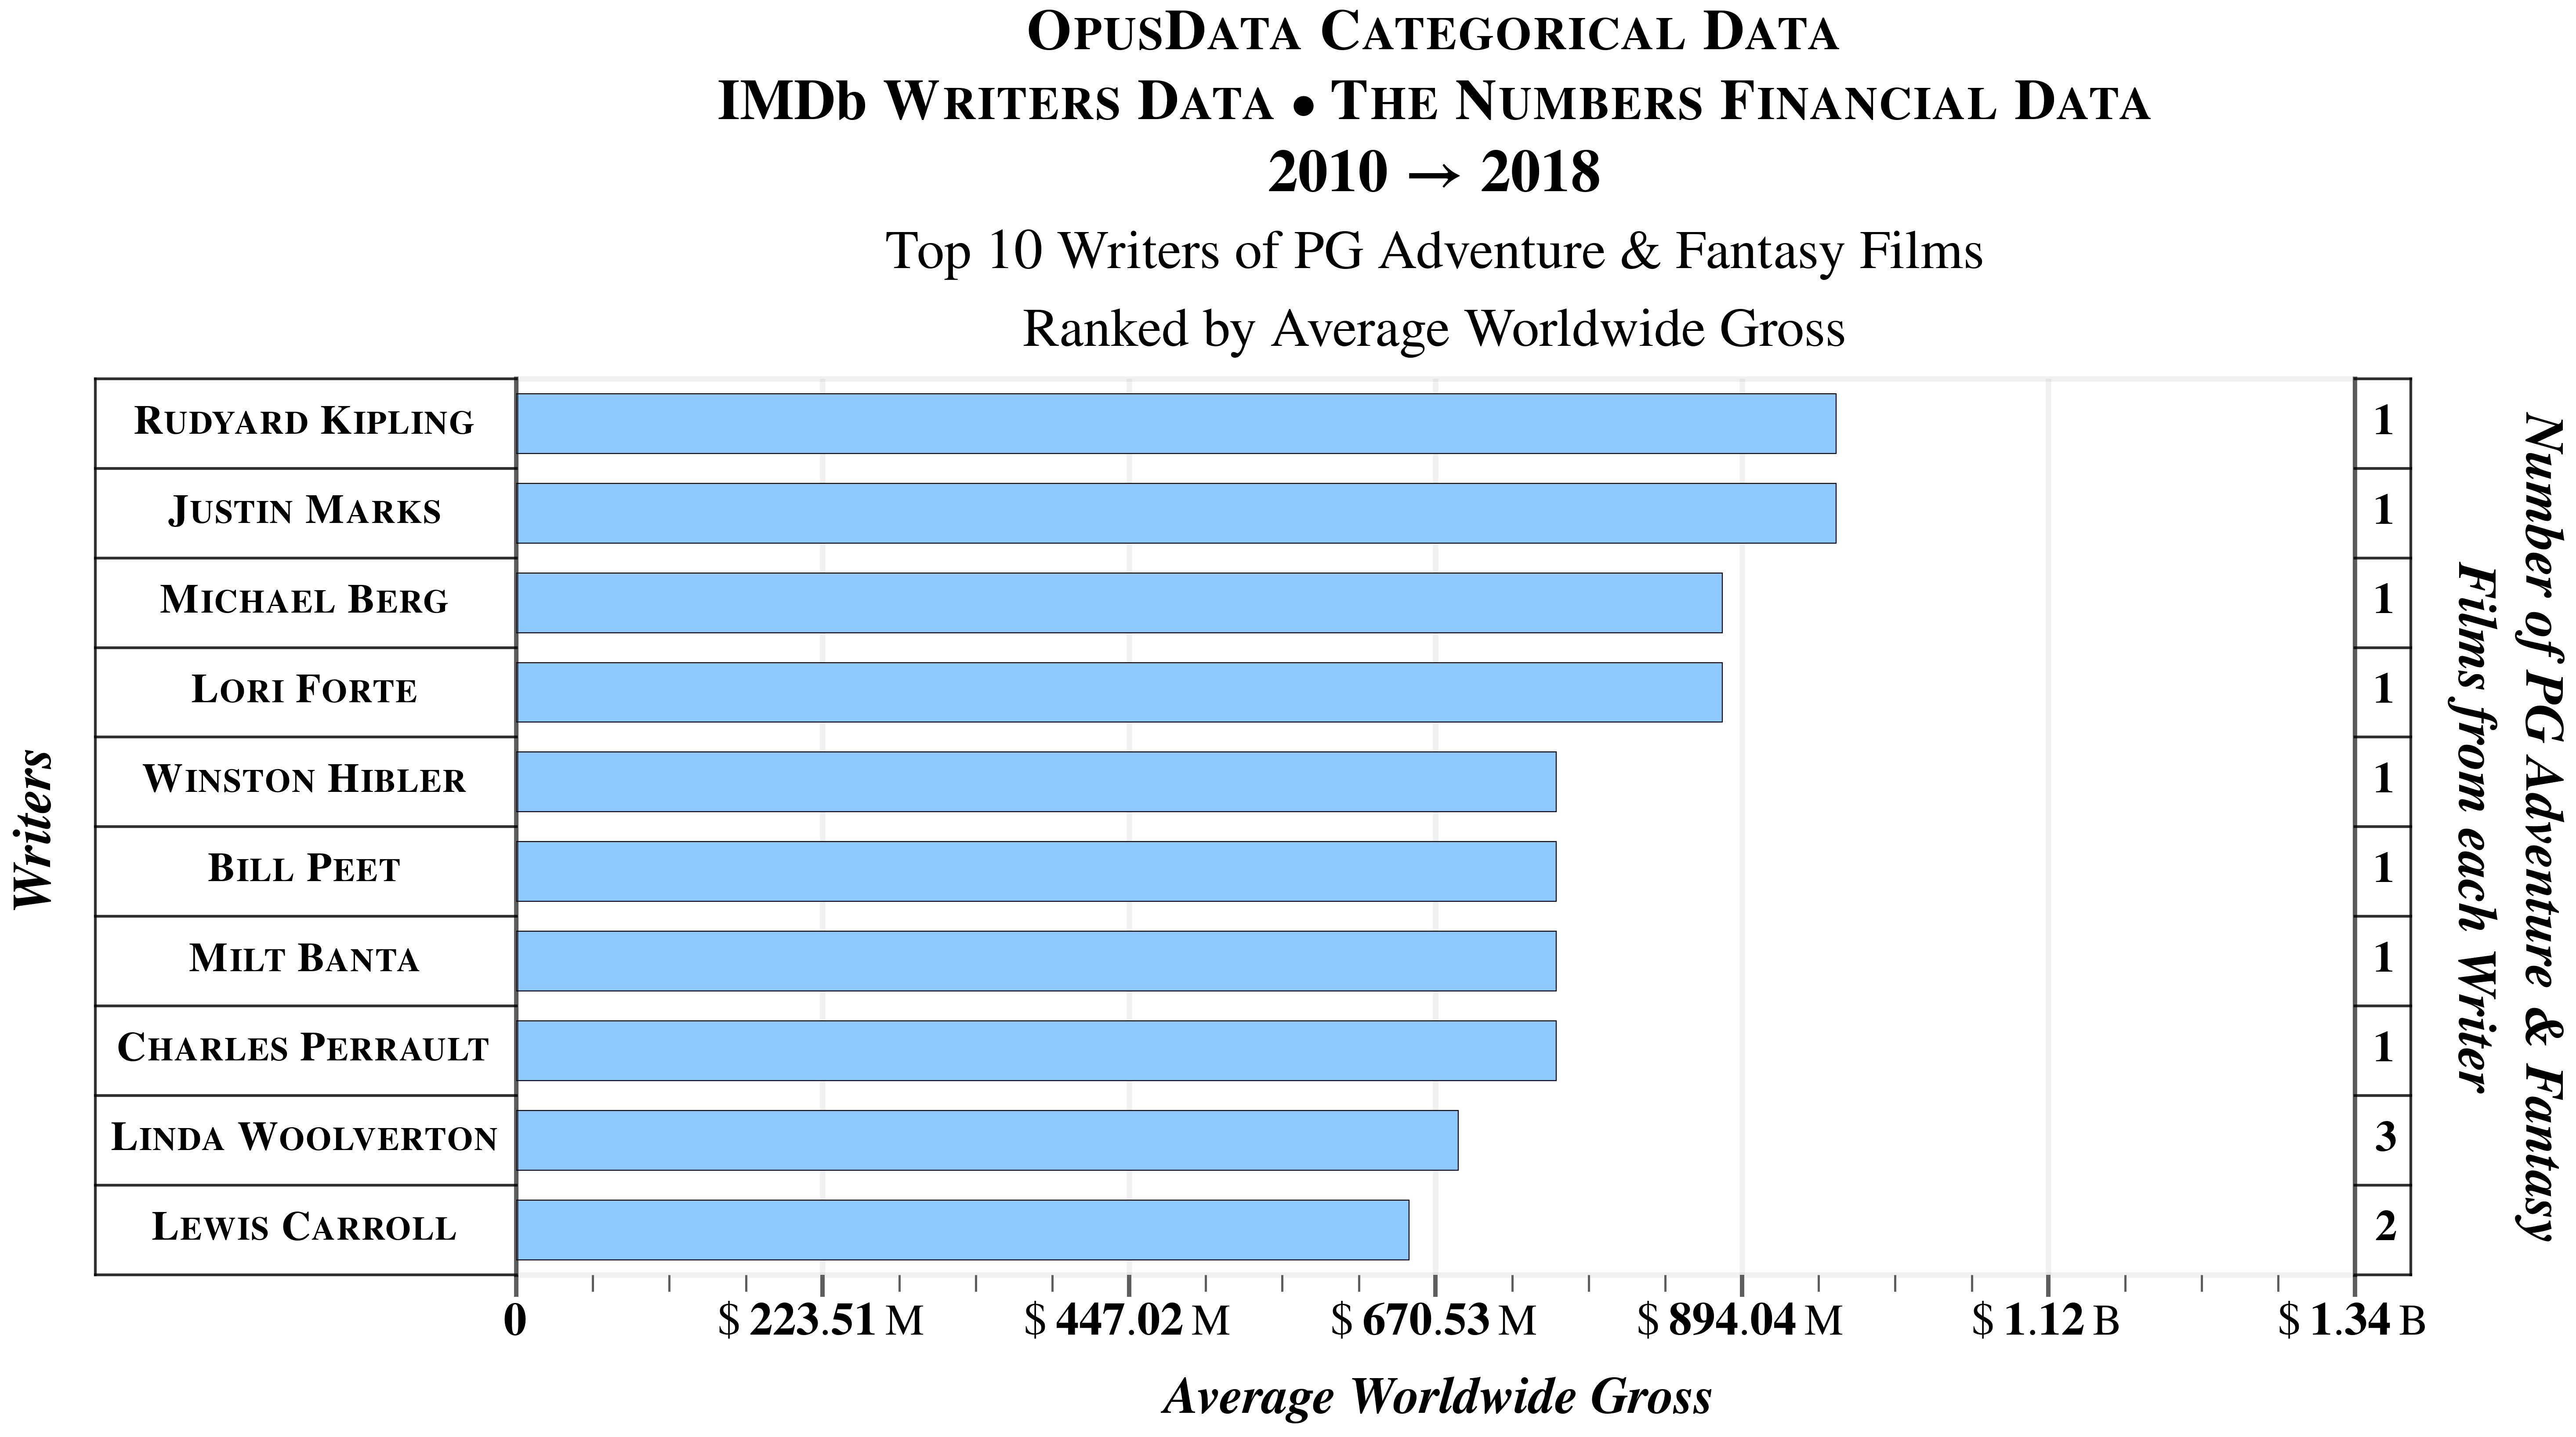 OpusData Categorical Data
IMDb Writers Data • The Numbers Financial Data
2010 → 2018
Top 10 Writers of PG Adventure & Fantasy Films
Ranked by Average Worldwide Gross
Writers
Rudyard Kipling 1
Justin Marks 1
Michael Berg 1
Lori Forte 1
Winston Hibler 1
Bill Peet 1
Milt Banta 1
Charles Perrault 1
Linda Woolverton 3
Lewis Carroll 2
Number of PG Adventure & Fantasy
Films from each Writer
0 $ 223.51 M $ 447.02 M $ 670.53 M $ 894.04 M $ 1.12 B $ 1.34 B
Average Worldwide Gross